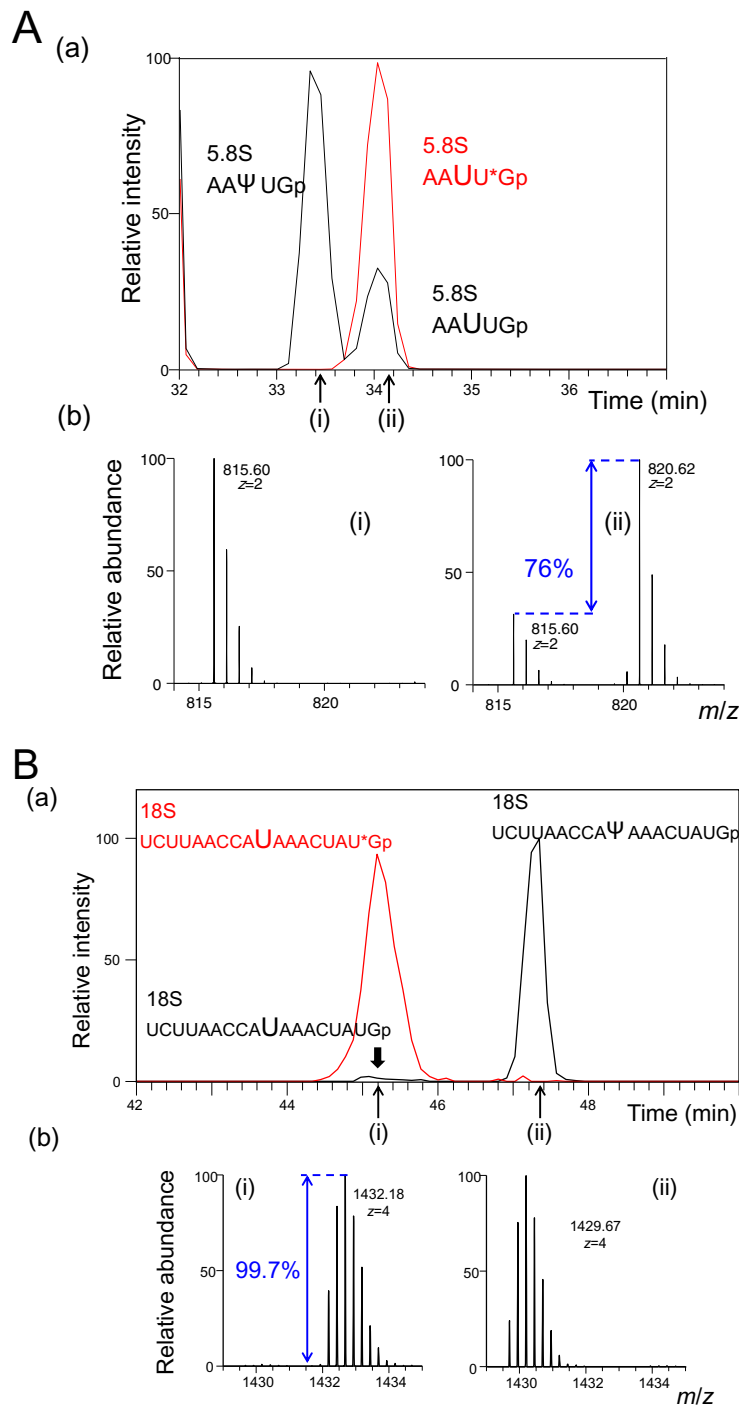 A
(a)
100
50
0
Relative intensity
5.8S
AAΨUGp
5.8S
AAUU*Gp
5.8S
AAUUGp
32
33
34
35
36
Time (min)
(i)
(ii)
(b)
Relative abundance
100
50
0
815.60
z=2
(i)
815
820
100
50
0
820.62
z=2
(ii)
76%
815.60
z=2
815
820
m/z
B
(a)
18S
UCUUAACCAUAAACUAU*Gp
18S
UCUUAACCAΨAAACUAUGp
100
50
0
Relative intensity
18S
UCUUAACCAUAAACUAUGp
42
44
46
48
Time (min)
(i)
(ii)
(b)
Relative abundance
100
50
0
(i)
1432.18
z=4
99.7%
1430
1432
1434
100
50
0
(ii)
1429.67
z=4
1430
1432
1434
m/z